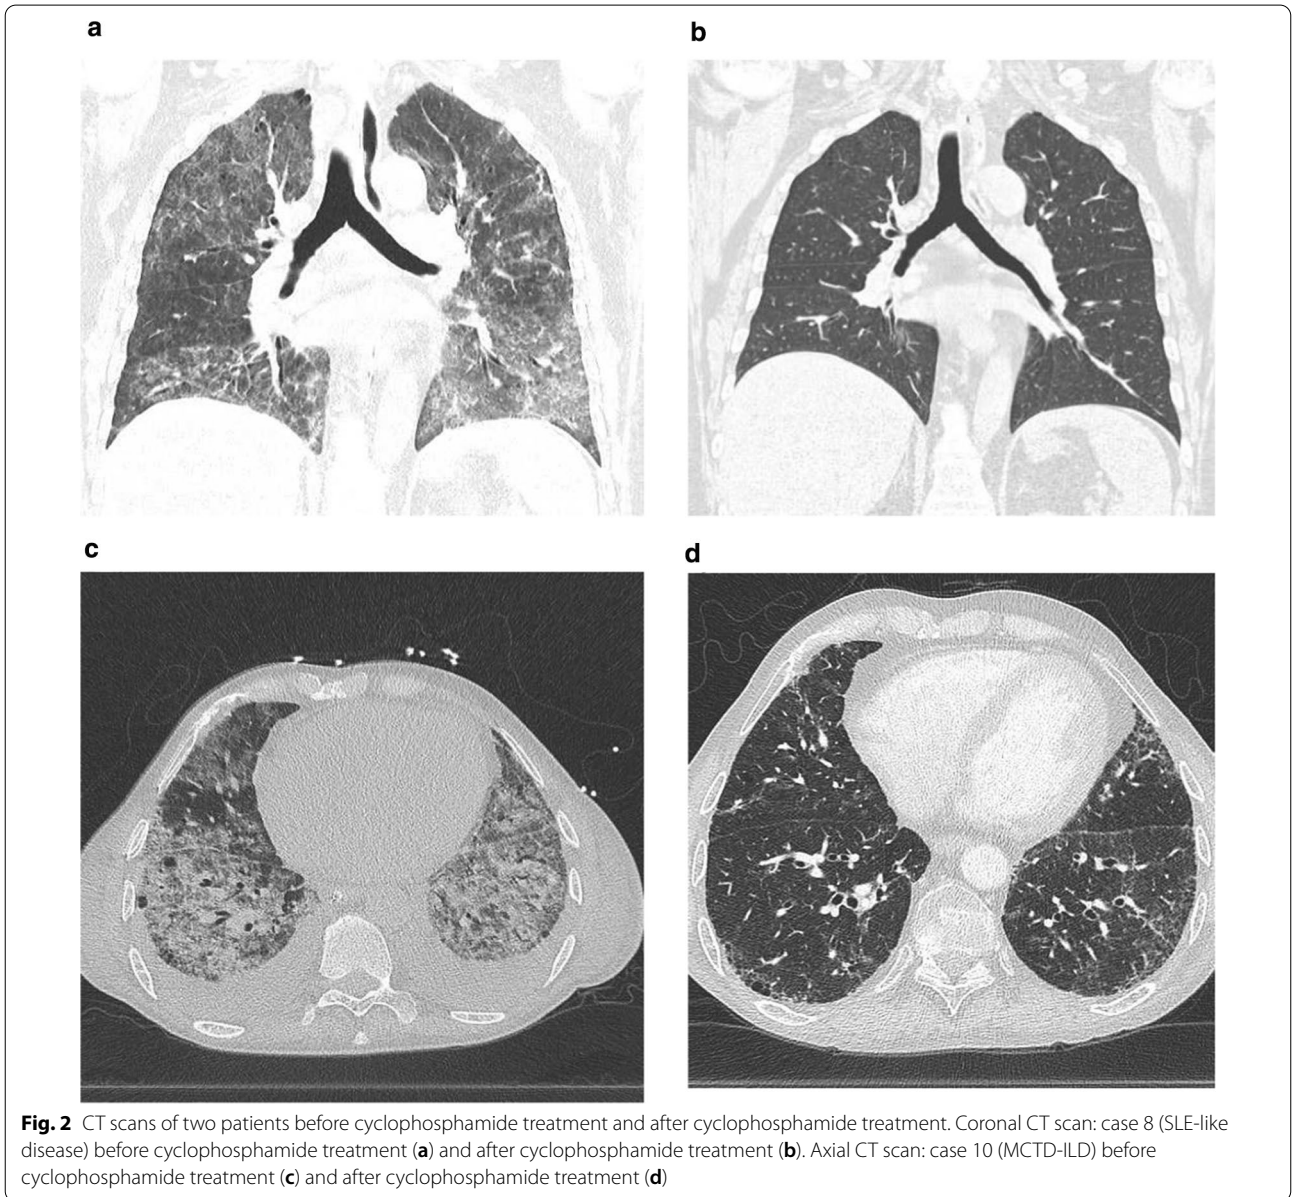 a
b
c
d
Fig. 2 CT scans of two patients before cyclophosphamide treatment and after cyclophosphamide treatment. Coronal CT scan: case 8 (SLE-like
disease) before cyclophosphamide treatment (a) and after cyclophosphamide treatment (b). Axial CT scan: case 10 (MCTD-ILD) before
cyclophosphamide treatment (c) and after cyclophosphamide treatment (d)